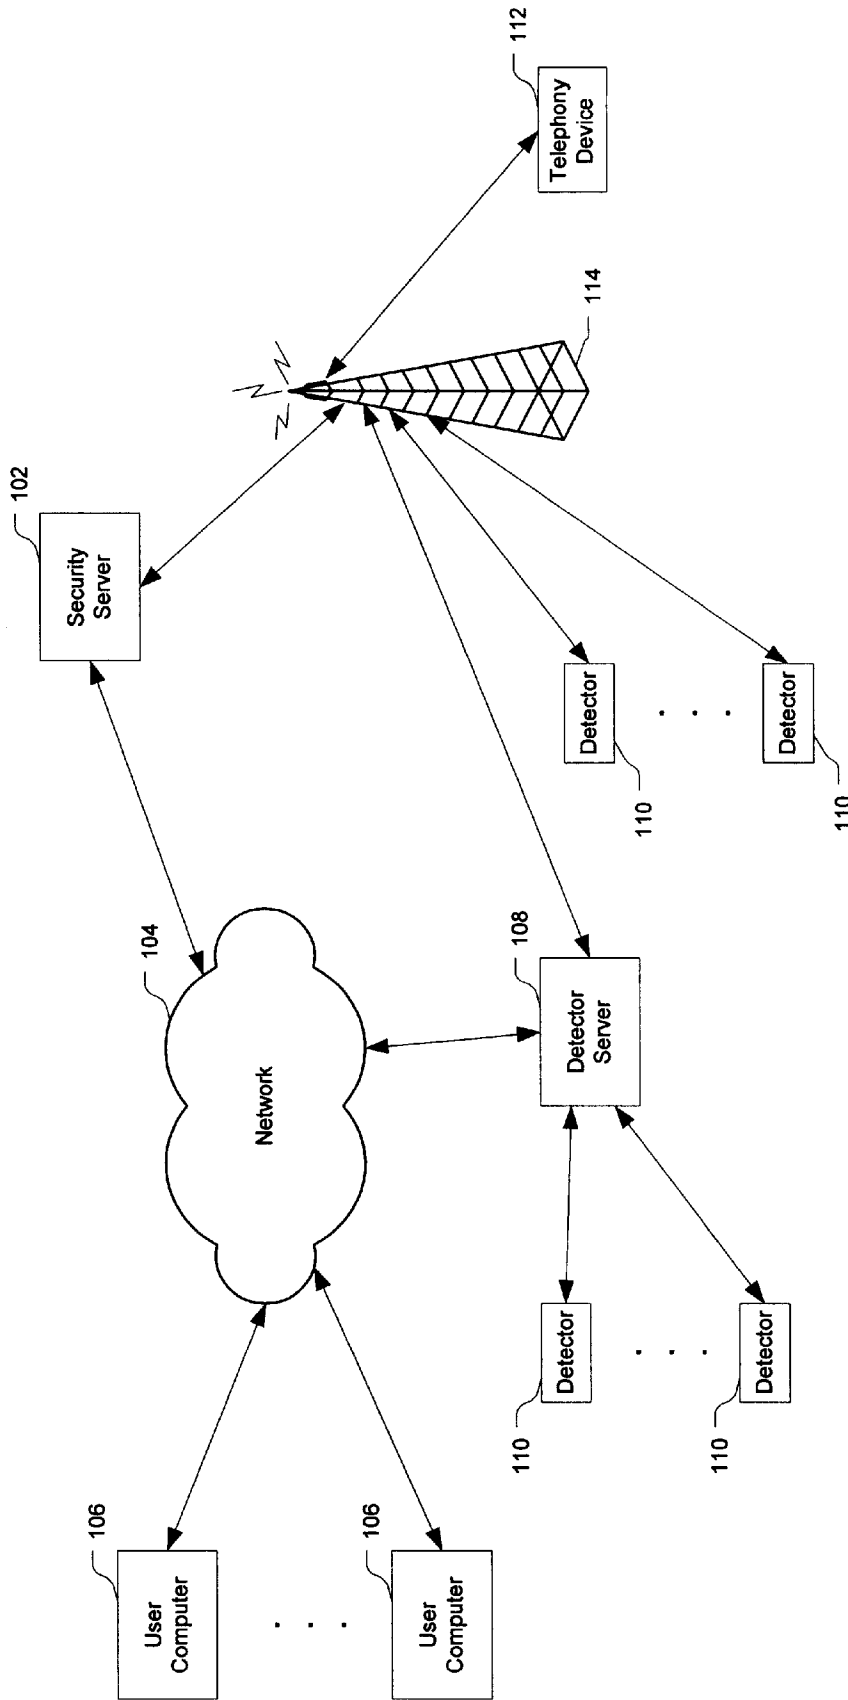 102
Security
Server
106
User
Computer
104
Network
106
User
Computer
110
Detector
108
Detector
Server
112
Telephony
Device
114
Detector
110
110
Detector
Detector
110